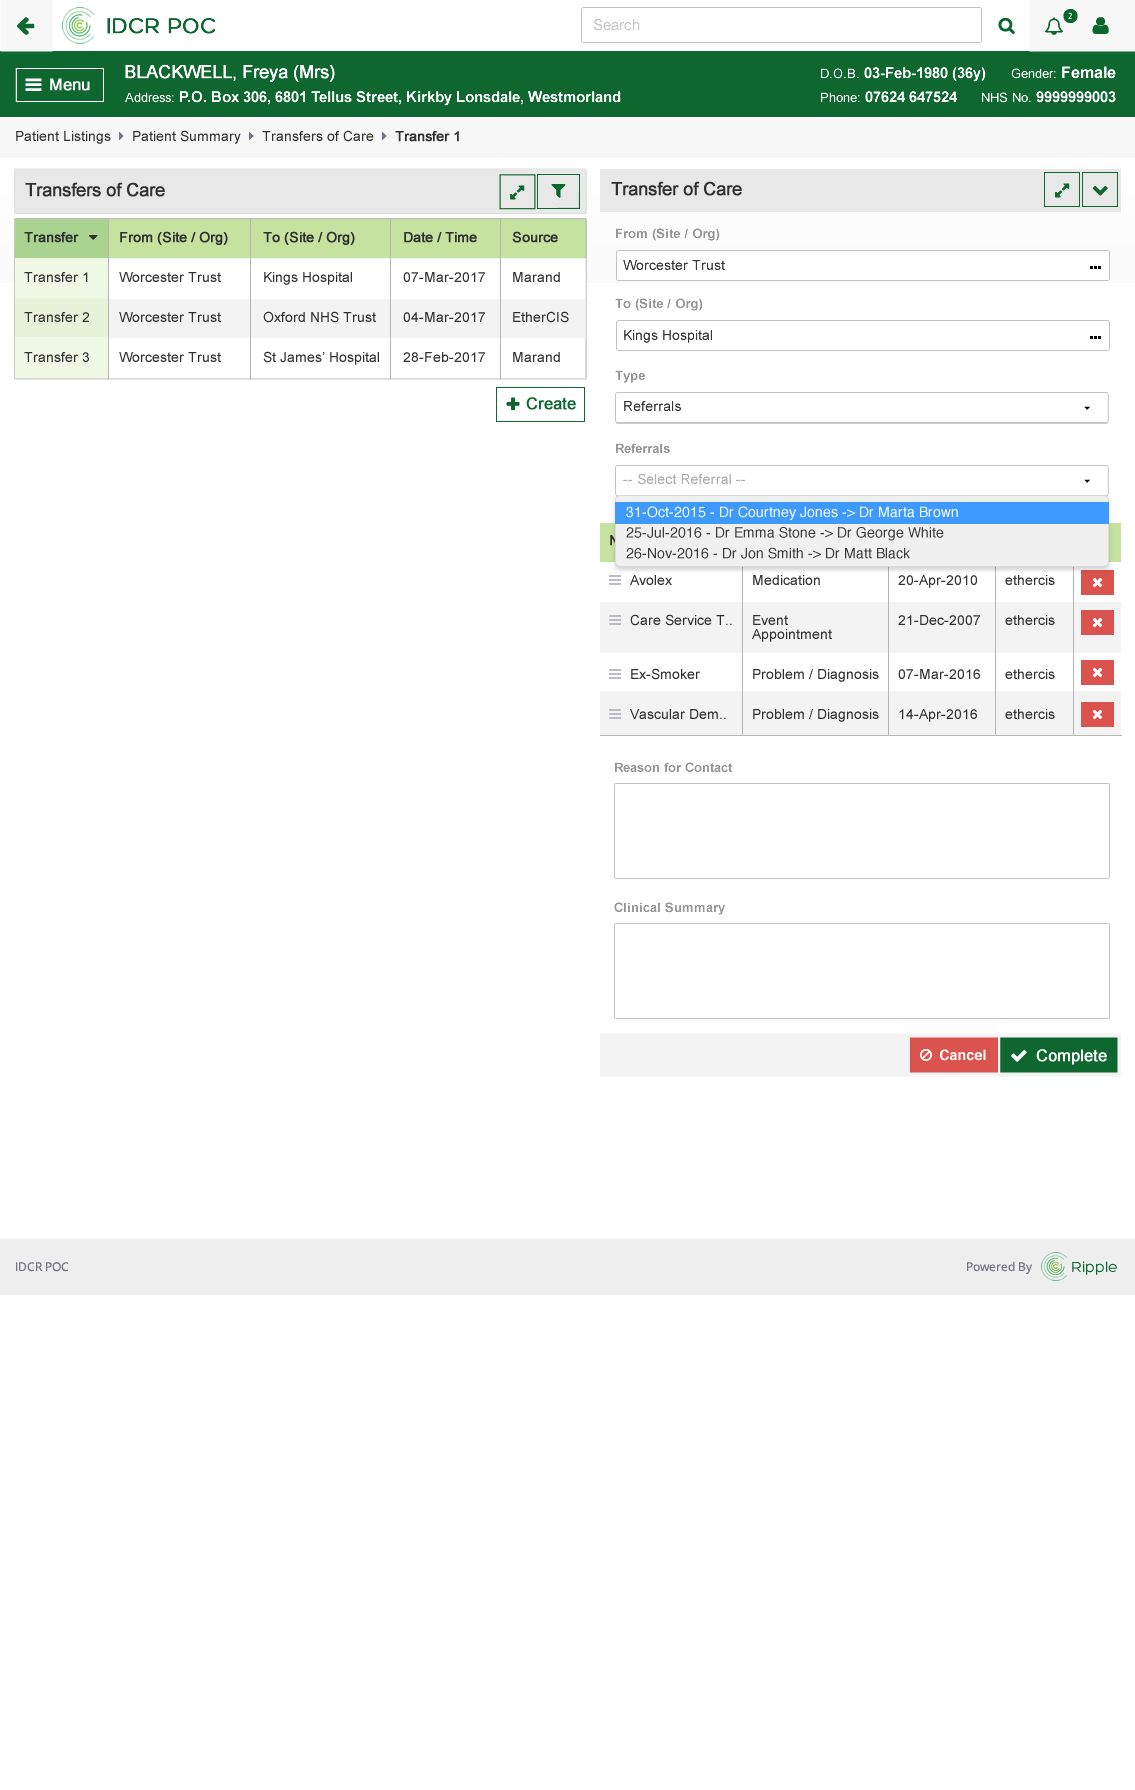 IDCR POC
Search
2
Menu
BLACKWELL, Freya (Mrs)
Address: P.O. Box 306, 6801 Tellus Street, Kirkby Lonsdale, Westmorland
D.O.B. 03-Feb-1980 (36y) Gender: Female
Phone: 07624 647524 NHS No. 9999999003
Patient Listings Patient Summary Transfers of Care Transfer 1
Transfers of Care
Transfer From (Site / Org) To (Site / Org) Date / Time Source
Transfer 1 Worcester Trust Kings Hospital 07-Mar-2017 Marand
Transfer 2 Worcester Trust Oxford NHS Trust 04-Mar-2017 EtherCIS
Transfer 3 Worcester Trust St James’ Hospital 28-Feb-2017 Marand
Create
Transfer of Care
From (Site / Org)
Worcester Trust
To (Site / Org)
Kings Hospital
Type
Referrals
Referrals
-- Select Referral --
31-Oct-2015 - Dr Courtney Jones -> Dr Marta Brown
25-Jul-2016 - Dr Emma Stone -> Dr George White
26-Nov-2016 - Dr Jon Smith -> Dr Matt Black
Avolex Medication 20-Apr-2010 ethercis
Care Service T.. Event Appointment 21-Dec-2007 ethercis
Ex-Smoker Problem / Diagnosis 07-Mar-2016 ethercis
Vascular Dem.. Problem / Diagnosis 14-Apr-2016 ethercis
Reason for Contact
Clinical Summary
Cancel Complete
IDCR POC
Powered By Ripple